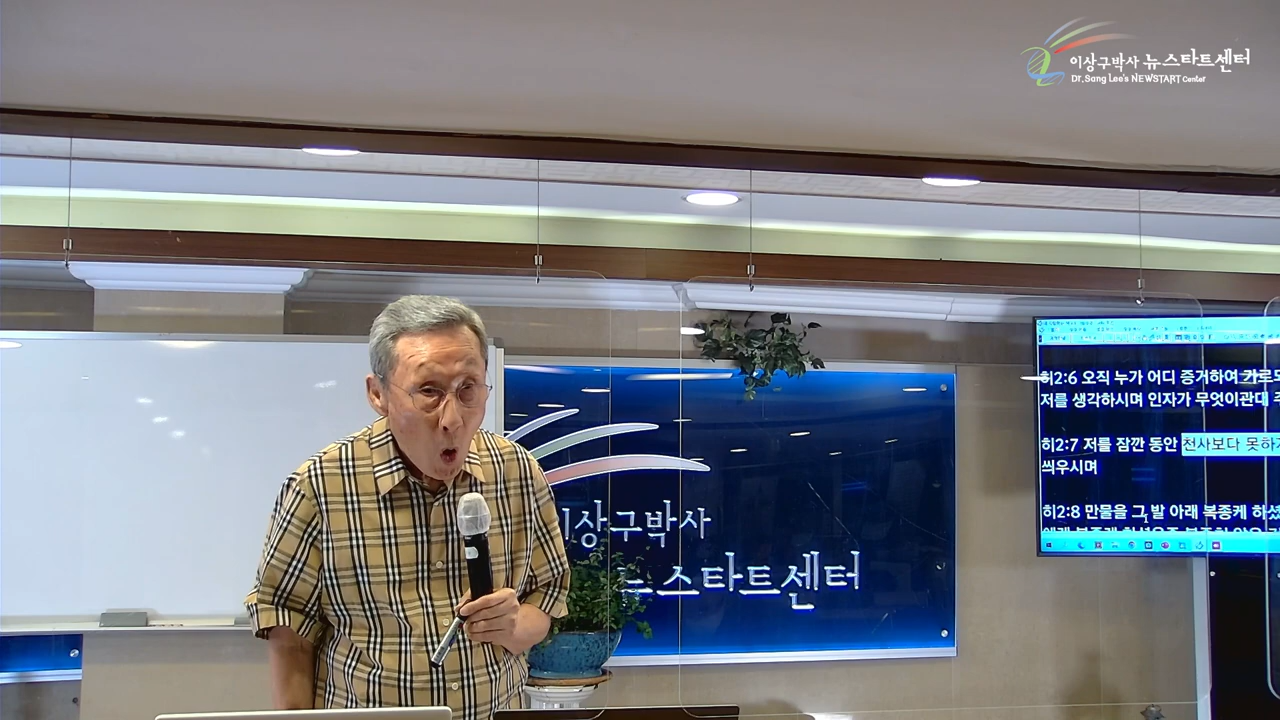 이상구박사 뉴스타트센터
Dr. Sang Lee's NEWSTART Center
이상구박사
뉴스타트센터
히2:6 오직 누가 어디 증거하여 가로되
저를 생각하시며 인자가 무엇이관대
히2:7 저를 잠깐 동안 천사보다 못하게
씌우시며
히2:8 만물을 그 발 아래 복종케 하셨